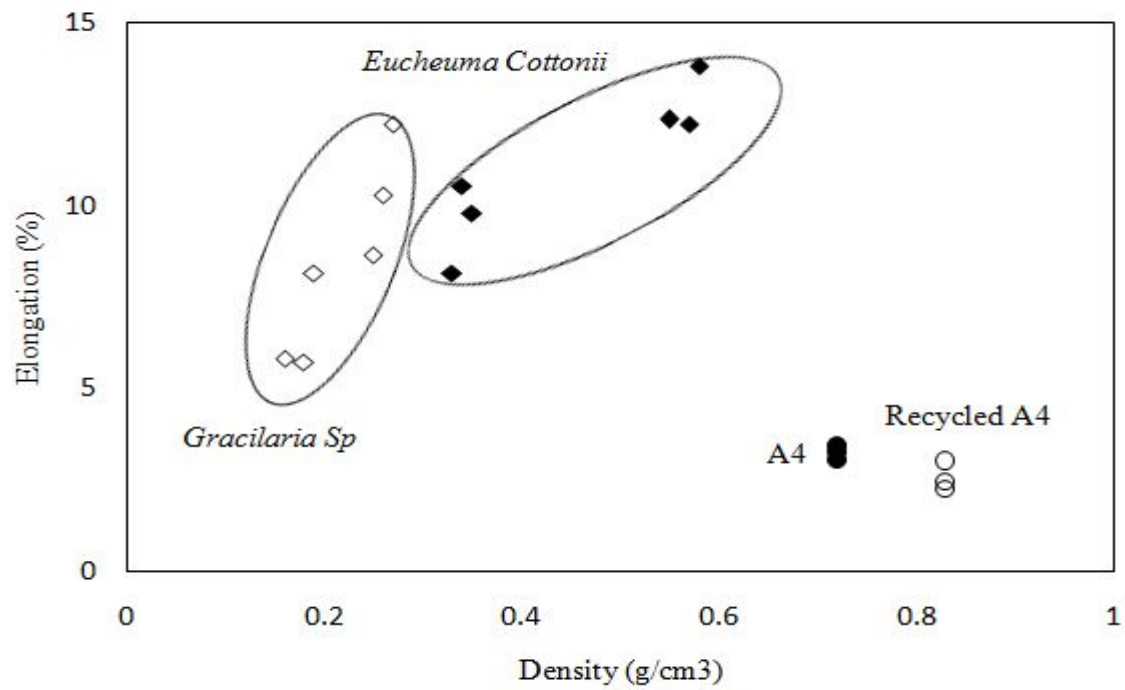 15
Eucheuma Cottonii
10
Elongation (%)
5
Gracilaria Sp
Recycled A4
A4
0
0 0.2 0.4 0.6 0.8 1
Density (g/cm3)